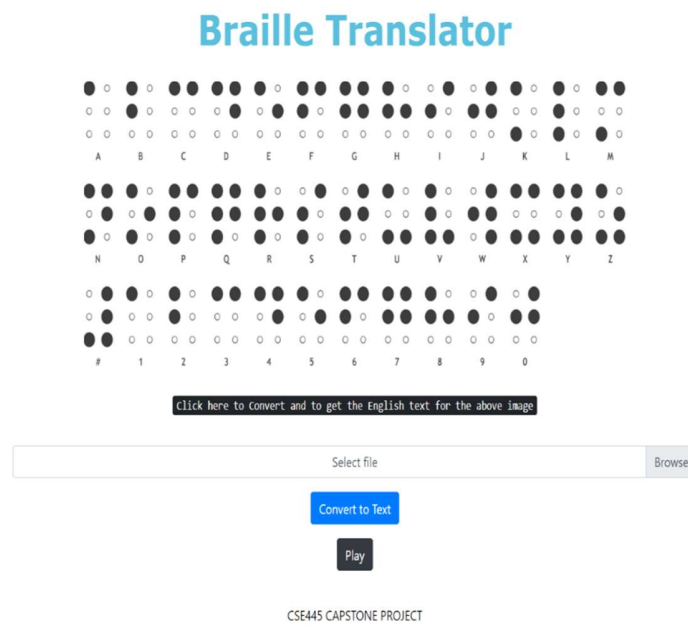 Braille Translator
A B C D E F G H I J K L M
N O P Q R S T U V W X Y Z
# 1 2 3 4 5 6 7 8 9 0
Click here to Convert and to get the English text for the above image
Select file Browse
Convert to Text
Play
CSE445 CAPSTONE PROJECT